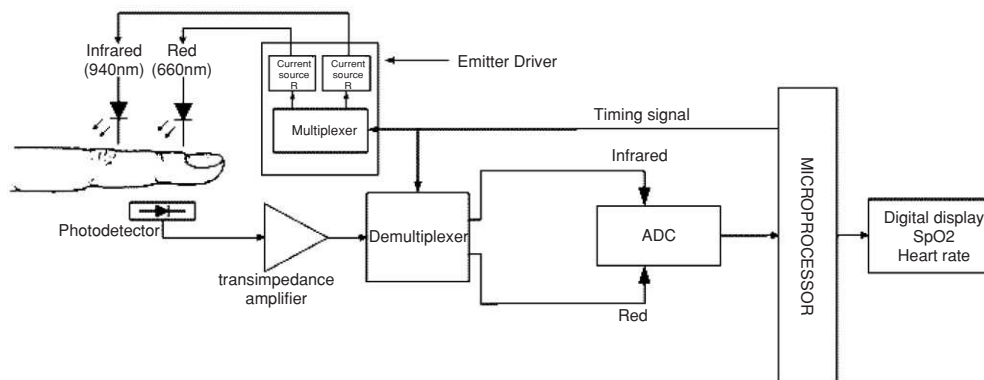 Infrared
(940nm)
Red
(660nm)
Current
source
R
Current
source
R
Emitter Driver
Multiplexer
Timing signal
Infrared
MICROPROCESSOR
Photodetector
transimpedance
amplifier
Demultiplexer
ADC
Red
Digital display
SpO2
Heart rate